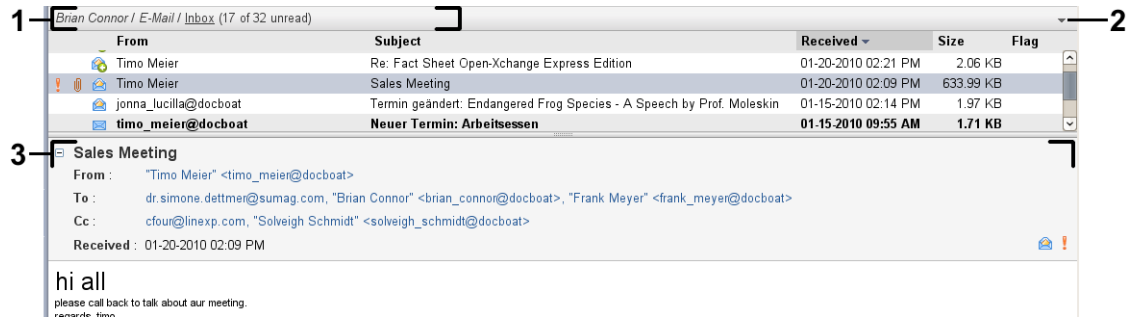 1 Brian Connor / E-Mail / Inbox (17 of 32 unread) 2
From Subject Received Size Flag
Timo Meier Re: Fact Sheet Open-Xchange Express Edition 01-20-2010 02:21 PM 2.06 KB
Timo Meier Sales Meeting 01-20-2010 02:09 PM 633.99 KB
jonna_lucilla@docboat Termin geändert: Endangered Frog Species - A Speech by Prof. Moleskin 01-15-2010 02:14 PM 1.97 KB
timo_meier@docboat Neuer Termin: Arbeitsessen 01-15-2010 09:55 AM 1.71 KB
3 Sales Meeting
From : "Timo Meier" <timo_meier@docboat>
To : dr.simone.dettmer@sumag.com, "Brian Connor" <brian_connor@docboat>, "Frank Meyer" <frank_meyer@docboat>
Cc : cfour@linexp.com, "Solveigh Schmidt" <solveigh_schmidt@docboat>
Received : 01-20-2010 02:09 PM
hi all
please call back to talk about aur meeting.
regards, timo